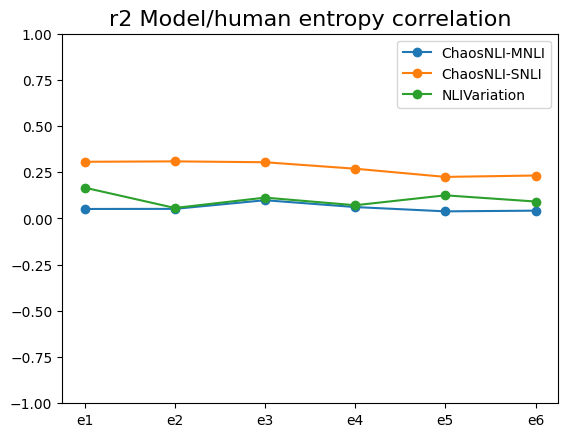 r2 Model/human entropy correlation
ChaosNLI-MNLI
ChaosNLI-SNLI
NLIVariation
1.00
0.75
0.50
0.25
0.00
−0.25
−0.50
−0.75
−1.00
e1 e2 e3 e4 e5 e6